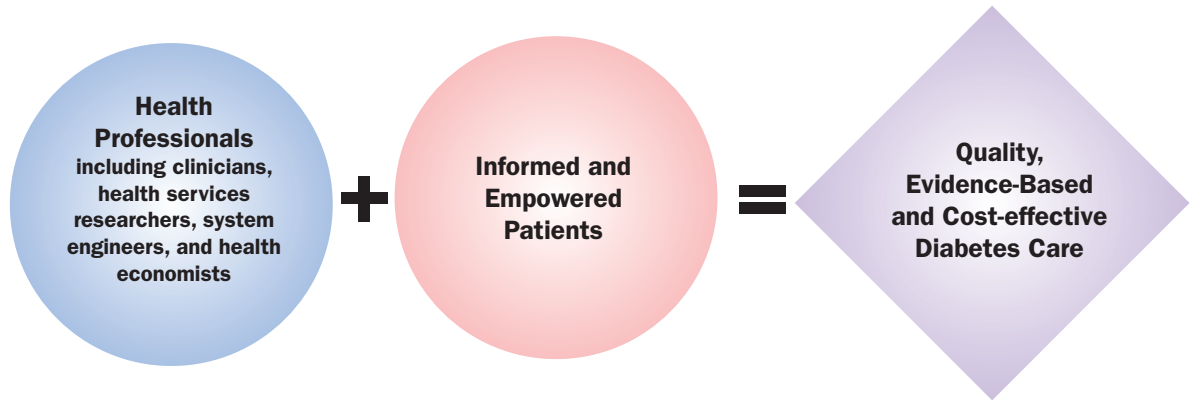 Health
Professionals
including clinicians,
health services
researchers, system
engineers, and health
economists
+
Informed and
Empowered
Patients
=
Quality,
Evidence-Based
and Cost-effective
Diabetes Care